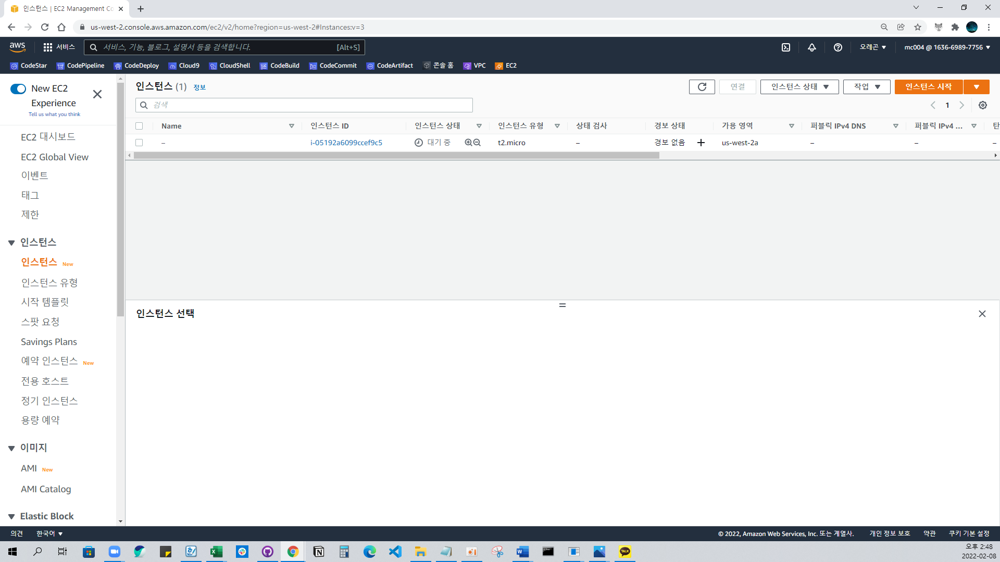 인스턴스 | EC2 Management Co
us-west-2.console.aws.amazon.com/ec2/v2/home?region=us-west-2#Instances:v=3
aws 서비스 서비스, 기능, 블로그, 설명서 등을 검색합니다. [Alt+S] 오레곤 mc004 @ 1636-6989-7756
CodeStar CodePipeline CodeDeploy Cloud9 CloudShell CodeBuild CodeCommit CodeArtifact 콘솔 홈 VPC EC2
New EC2
Experience
Tell us what you think
EC2 대시보드
EC2 Global View
이벤트
태그
제한
인스턴스
인스턴스 New
인스턴스 유형
시작 템플릿
스팟 요청
Savings Plans
예약 인스턴스 New
전용 호스트
정기 인스턴스
용량 예약
이미지
AMI New
AMI Catalog
Elastic Block
인스턴스 (1) 정보 연결 인스턴스 상태 작업 인스턴스 시작
검색 1
Name 인스턴스 ID 인스턴스 상태 인스턴스 유형 상태 검사 경보 상태 가용 영역 퍼블릭 IPv4 DNS 퍼블릭 IPv4 ... 탄
– i-05192a6099ccef9c5 대기 중 t2.micro – 경보 없음 + us-west-2a – – –
인스턴스 선택
의견 한국어 © 2022, Amazon Web Services, Inc. 또는 계열사. 개인 정보 보호 약관 쿠키 기본 설정
TALK
오후 2:48
2022-02-08